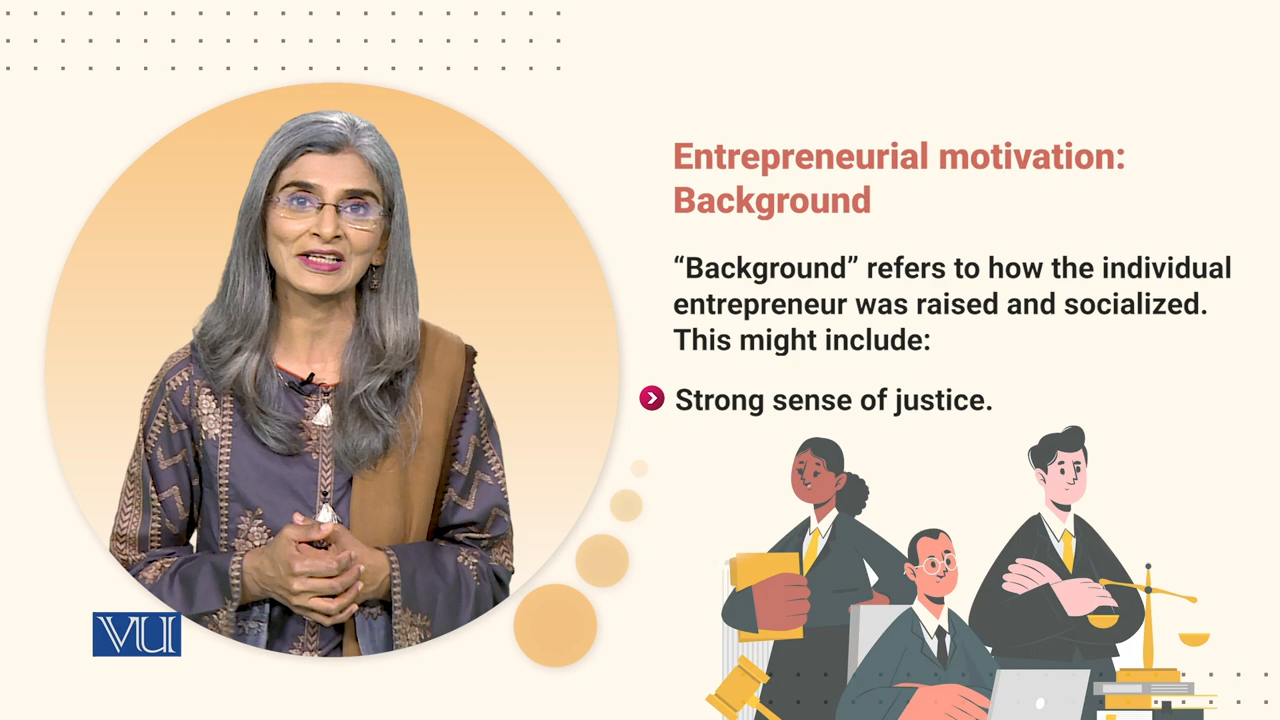 Entrepreneurial motivation:
Background
“Background” refers to how the individual
entrepreneur was raised and socialized.
This might include:
Strong sense of justice.
VU